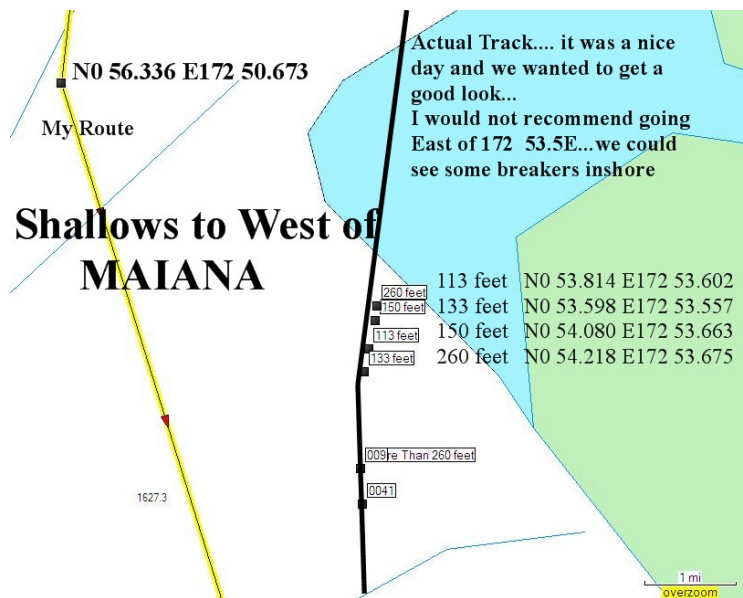 Actual Track.... it was a nice
day and we wanted to get a
good look...
I would not recommend going
East of 172 53.5E...we could
see some breakers inshore
N0 56.336 E172 50.673
My Route
Shallows to West of
MAIANA
113 feet N0 53.814 E172 53.602
133 feet N0 53.598 E172 53.557
150 feet N0 54.080 E172 53.663
260 feet N0 54.218 E172 53.675
260 feet
150 feet
113 feet
133 feet
009re Than 260 feet
0041
1627.3
1 mi
overzoom